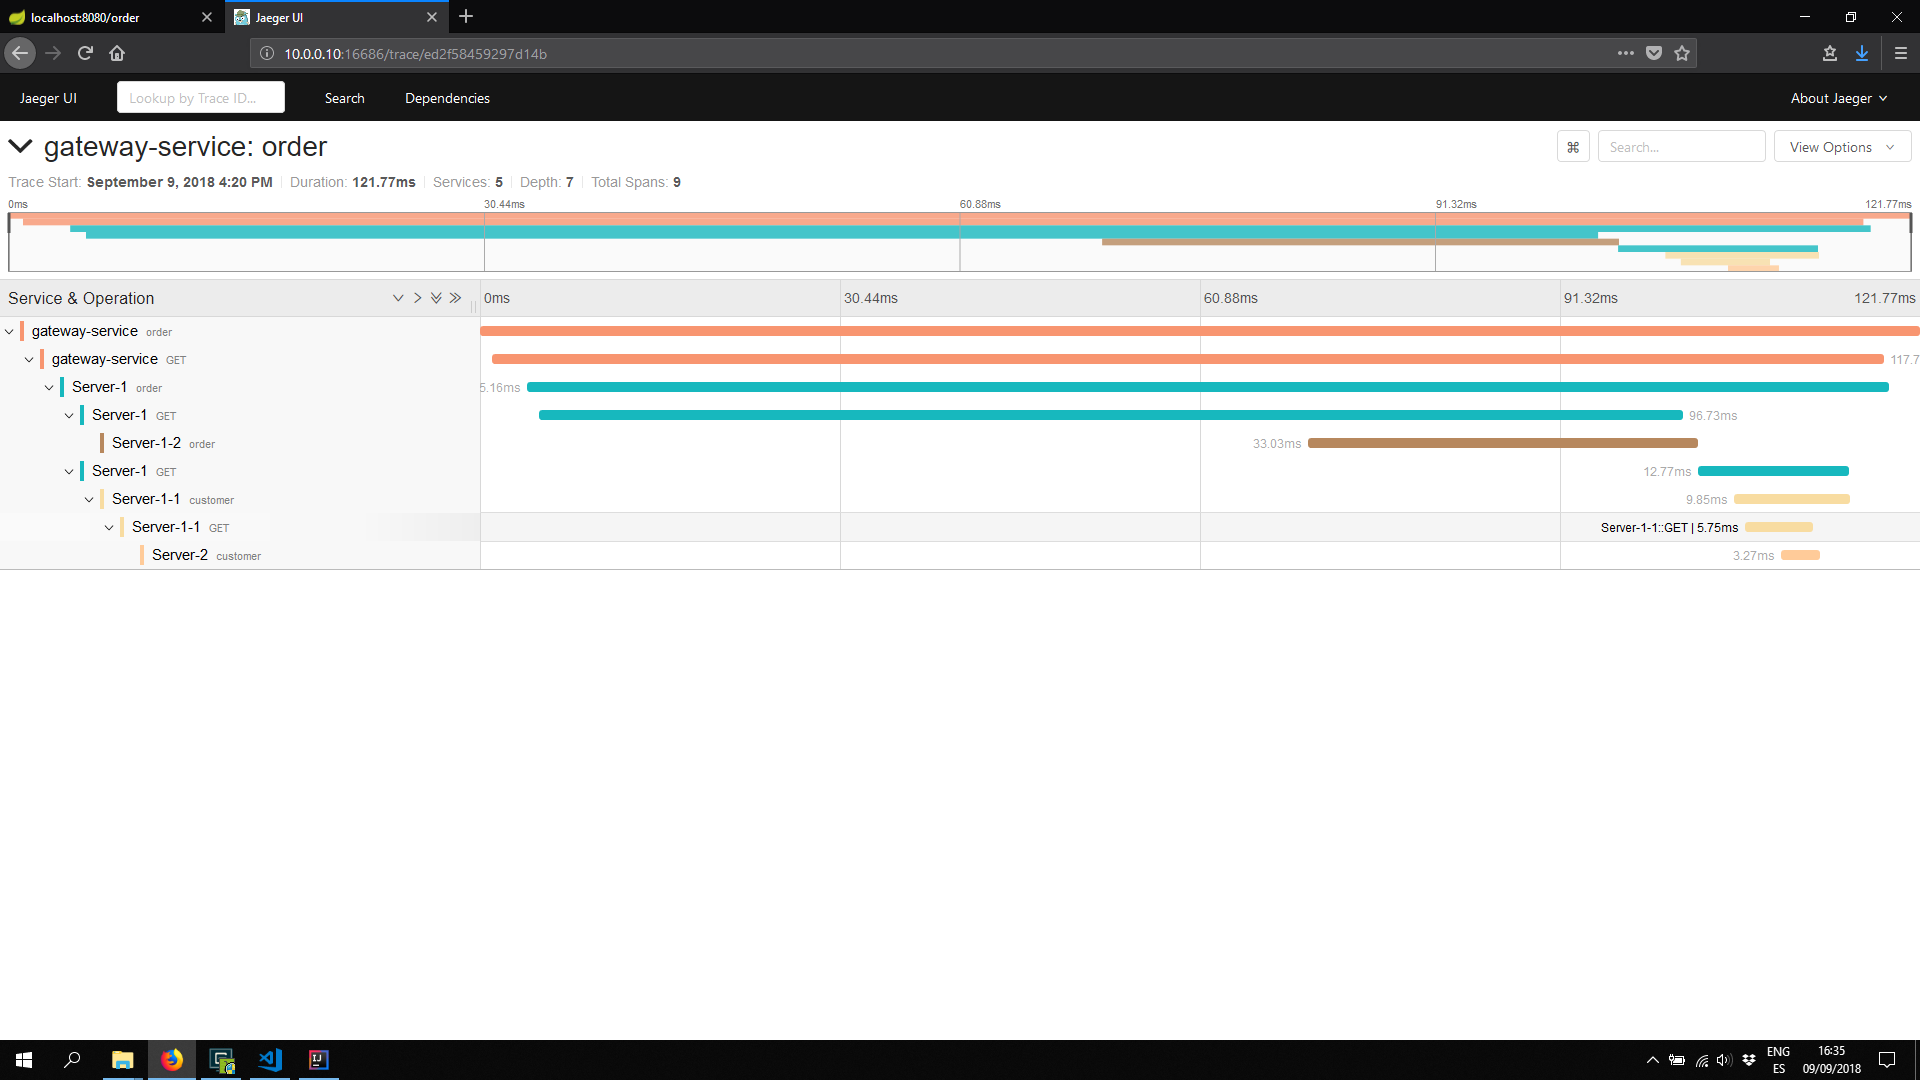 localhost:8080/order
Jaeger UI
10.0.0.10:16686/trace/ed2f58459297d14b
Jaeger UI
Lookup by Trace ID...
Search
Dependencies
About Jaeger
gateway-service: order
⌘
Search...
View Options
Trace Start: September 9, 2018 4:20 PM Duration: 121.77ms Services: 5 Depth: 7 Total Spans: 9
0ms 30.44ms 60.88ms 91.32ms 121.77ms
Service & Operation 0ms 30.44ms 60.88ms 91.32ms 121.77ms
gateway-service order
gateway-service GET 117.7
Server-1 order 5.16ms
Server-1 GET 96.73ms
Server-1-2 order 33.03ms
Server-1 GET 12.77ms
Server-1-1 customer 9.85ms
Server-1-1 GET Server-1-1::GET | 5.75ms
Server-2 customer 3.27ms
ENG
ES
16:35
09/09/2018